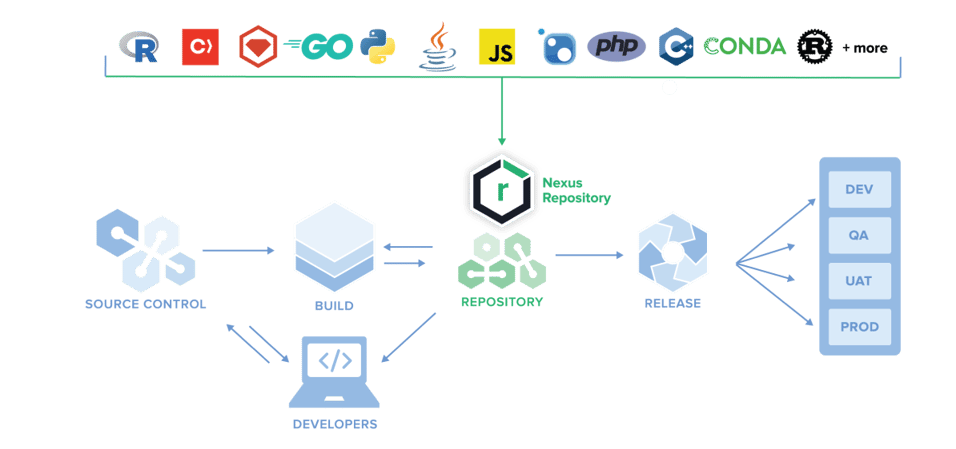 R
C
GO
JS
php
C++
CONDA
R
+ more
r
Nexus
Repository
DEV
QA
UAT
PROD
SOURCE CONTROL
BUILD
REPOSITORY
RELEASE
</>
DEVELOPERS